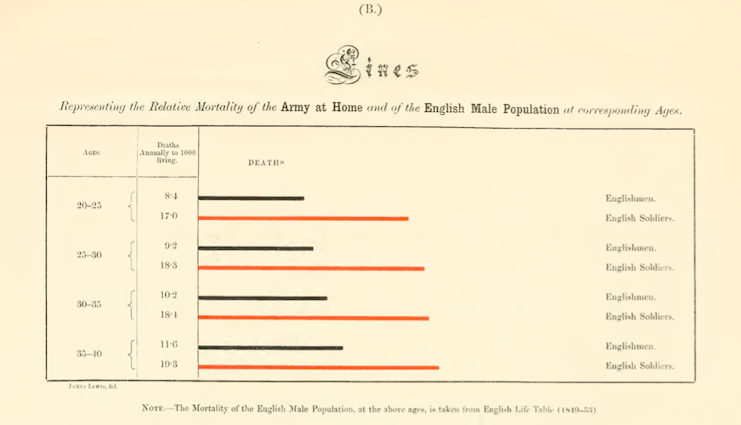 (B.)
Lines
Representing the Relative Mortality of the Army at Home and of the English Male Population at corresponding Ages.
AGES.
Deaths
Annually to 1000
living.
DEATHS
20–25
8·4
Englishmen.
17·0
English Soldiers.
25–30
9·2
Englishmen.
18·3
English Soldiers.
30–35
10·2
Englishmen.
18·4
English Soldiers.
35–40
11·6
Englishmen.
19·3
English Soldiers.
JAMES LEWIS, del.
NOTE.—The Mortality of the English Male Population, at the above ages, is taken from English Life Table (1849–53).